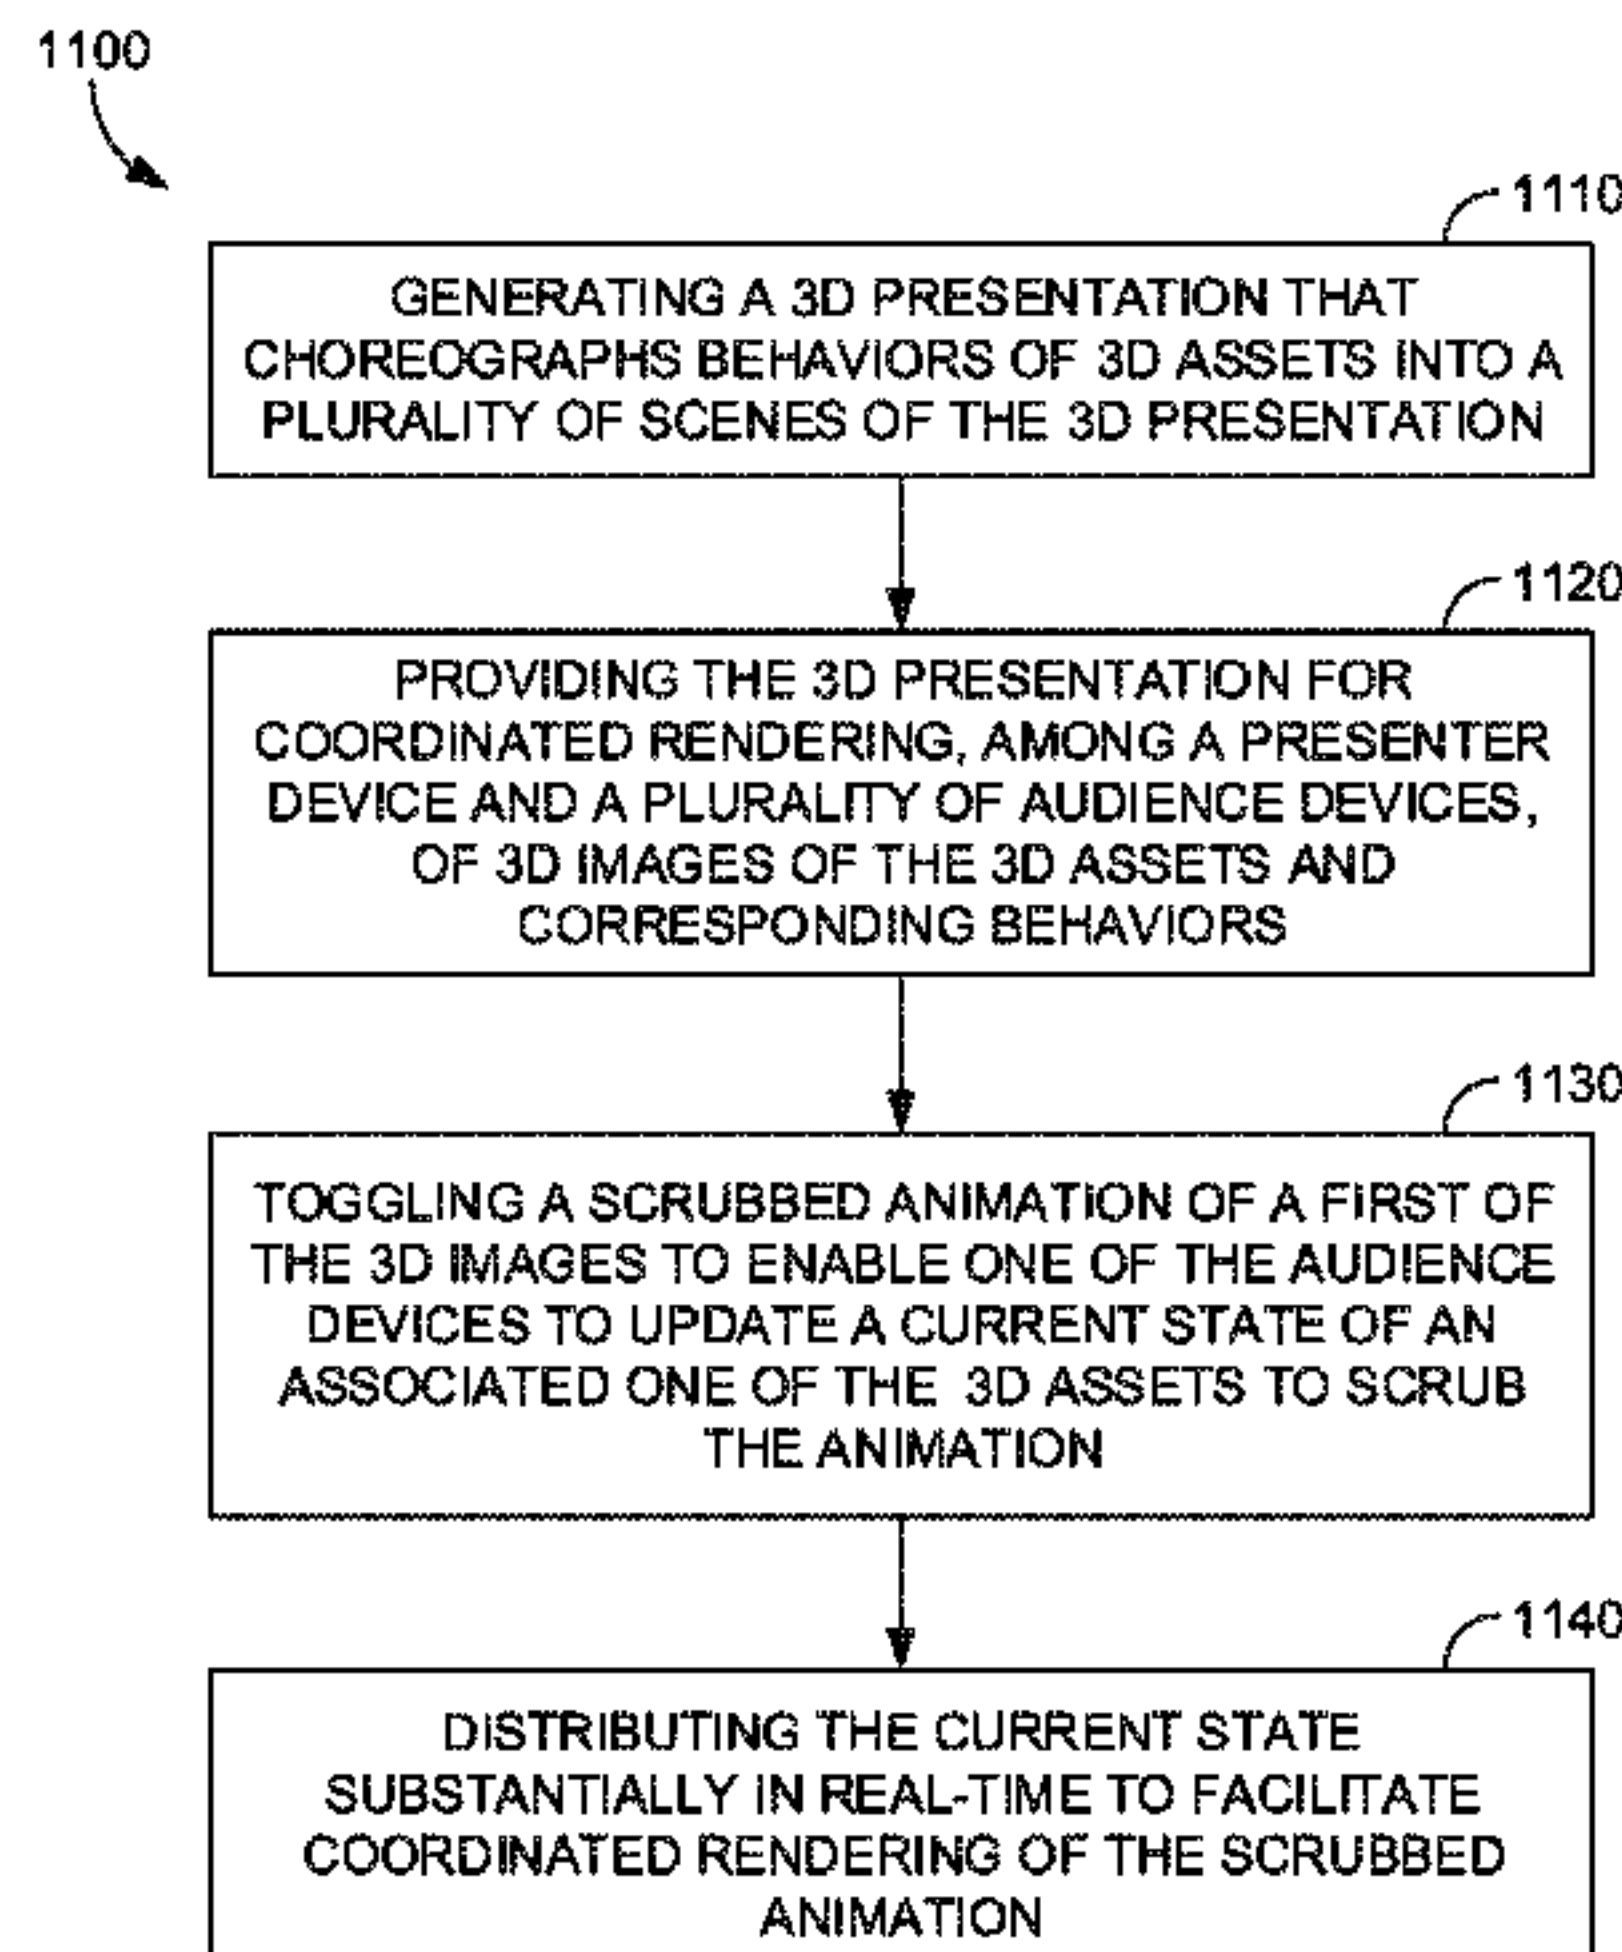 1100
1110
GENERATING A 3D PRESENTATION THAT
CHOREOGRAPHS BEHAVIORS OF 3D ASSETS INTO A
PLURALITY OF SCENES OF THE 3D PRESENTATION
1120
PROVIDING THE 3D PRESENTATION FOR
COORDINATED RENDERING, AMONG A PRESENTER
DEVICE AND A PLURALITY OF AUDIENCE DEVICES,
OF 3D IMAGES OF THE 3D ASSETS AND
CORRESPONDING BEHAVIORS
1130
TOGGLING A SCRUBBED ANIMATION OF A FIRST OF
THE 3D IMAGES TO ENABLE ONE OF THE AUDIENCE
DEVICES TO UPDATE A CURRENT STATE OF AN
ASSOCIATED ONE OF THE 3D ASSETS TO SCRUB
THE ANIMATION
1140
DISTRIBUTING THE CURRENT STATE
SUBSTANTIALLY IN REAL-TIME TO FACILITATE
COORDINATED RENDERING OF THE SCRUBBED
ANIMATION